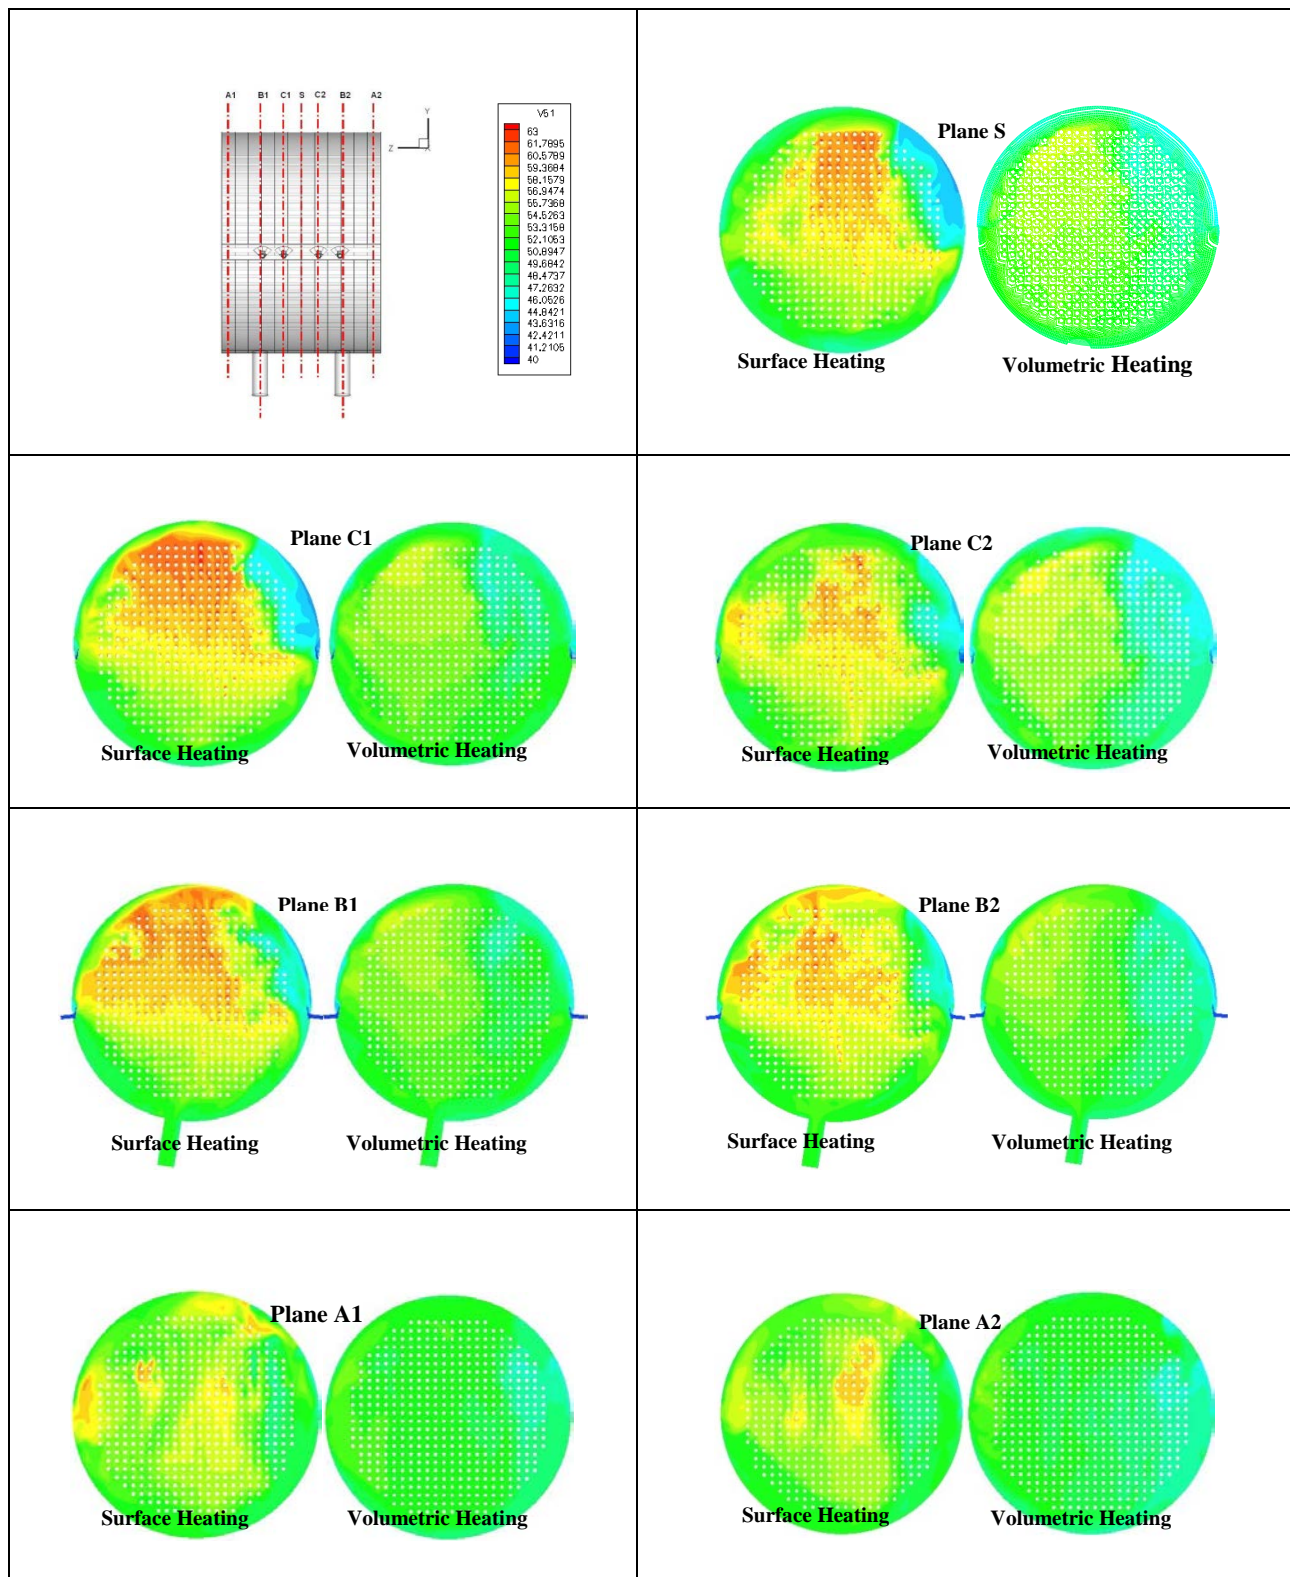 A1 B1 C1 S C2 B2 A2
Y
Z
X
V51
63
61.7895
60.5789
59.3684
58.1579
56.9474
55.7368
54.5263
53.3158
52.1053
50.8947
49.6842
48.4737
47.2632
46.0526
44.8421
43.6316
42.4211
41.2105
40
Plane S
Surface Heating
Volumetric Heating
Plane C1
Surface Heating
Volumetric Heating
Plane C2
Surface Heating
Volumetric Heating
Plane B1
Surface Heating
Volumetric Heating
Plane B2
Surface Heating
Volumetric Heating
Plane A1
Surface Heating
Volumetric Heating
Plane A2
Surface Heating
Volumetric Heating